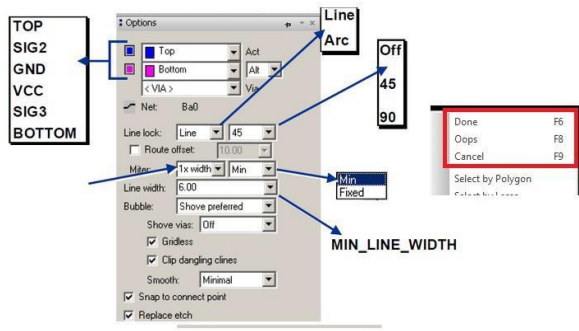 TOP
SIG2
GND
VCC
SIG3
BOTTOM
Options
Top Act
Bottom Alt
< VIA > Via
Net: Ba0
Line lock: Line 45
Route offset: 10.00
Miter: 1x width Min
Line width: 6.00
Bubble: Shove preferred
Shove vias: Off
Gridless
Clip dangling clines
Smooth: Minimal
Snap to connect point
Replace etch
Line
Arc
Off
45
90
Min
Fixed
MIN_LINE_WIDTH
Done F6
Oops F8
Cancel F9
Select by Polygon
Select by